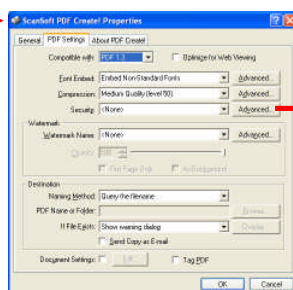 ScanSoft PDF Create! Properties
General PDF Settings About PDF Create!
Compatible with: PDF 1.3 Optimize for Web Viewing
Font Embed: Embed Non-Standard Fonts Advanced...
Compression: Medium Quality (level 50) Advanced...
Security: <None> Advanced...
Watermark
Watermark Name: <None> Advanced...
Opacity: 100
First Page Only As Background
Destination
Naming Method: Query the filename
PDF Name or Folder: Browse...
If File Exists: Show warning dialog
Send Copy as E-mail
Document Settings: Edit... Tag PDF
OK Cancel